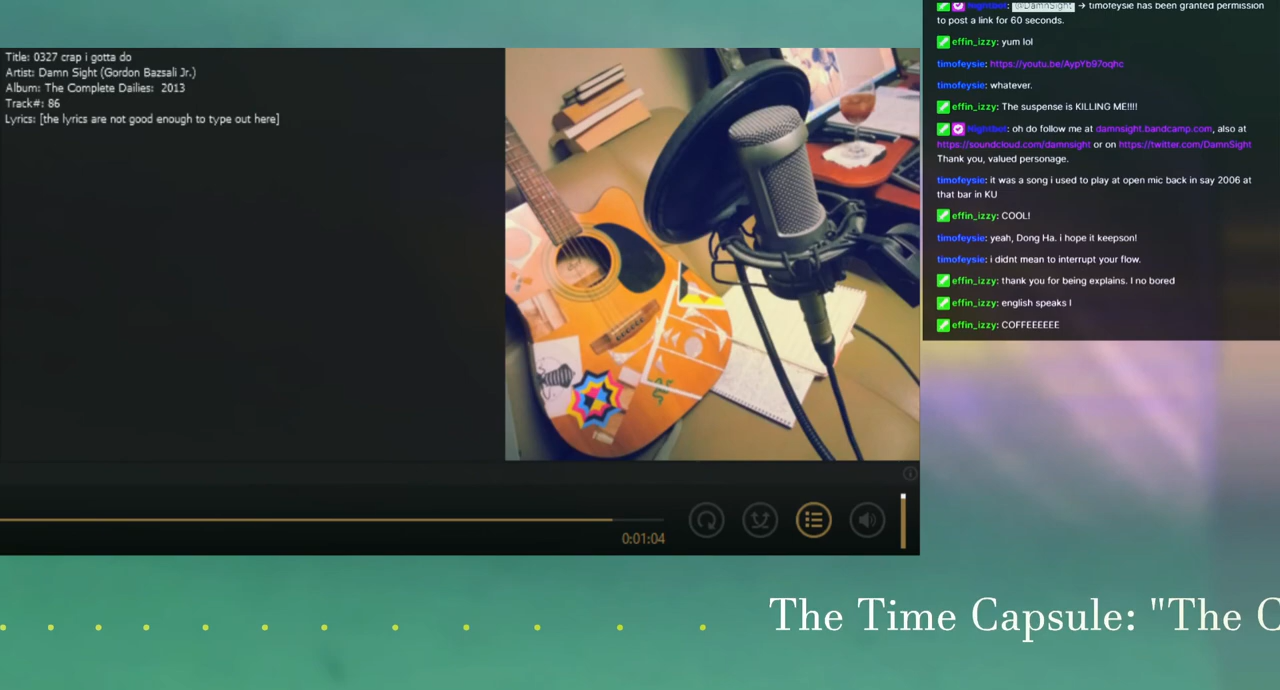 Title: 0327 crap i gotta do
Artist: Damn Sight (Gordon Bazsali Jr.)
Album: The Complete Dailies: 2013
Track#: 86
Lyrics: [the lyrics are not good enough to type out here]
0:01:04
Nightbot: @DamnSight -> timofeysie has been granted permission
to post a link for 60 seconds.
effin_izzy: yum lol
timofeysie: https://youtu.be/AypYb97oqhc
timofeysie: whatever.
effin_izzy: The suspense is KILLING ME!!!!
Nightbot: oh do follow me at damnsight.bandcamp.com, also at
https://soundcloud.com/damnsight or on https://twitter.com/DamnSight
Thank you, valued personage.
timofeysie: it was a song i used to play at open mic back in say 2006 at
that bar in KU
effin_izzy: COOL!
timofeysie: yeah, Dong Ha. i hope it keepson!
timofeysie: i didnt mean to interrupt your flow.
effin_izzy: thank you for being explains. I no bored
effin_izzy: english speaks I
effin_izzy: COFFEEEEEE
The Time Capsule: "The C